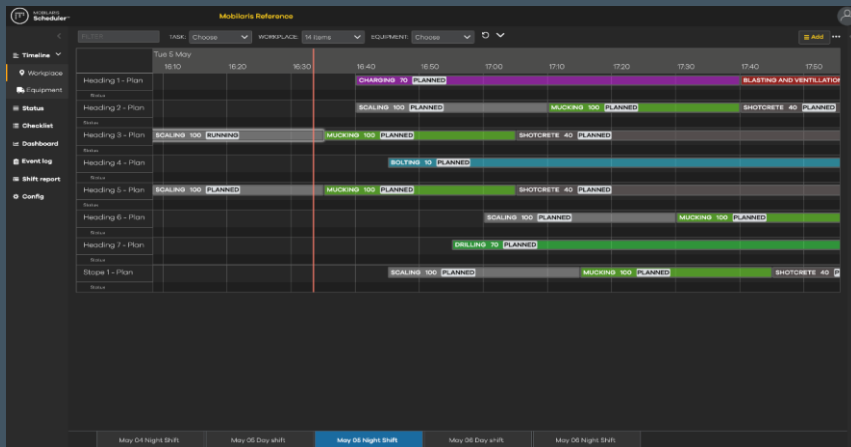 MOBILARIS
Scheduler
Mobilaris Reference
FILTER
TASK: Choose
WORKPLACE: 14 items
EQUIPMENT: Choose
Add
Timeline
Workplace
Equipment
Status
Checklist
Dashboard
Event log
Shift report
Config
Tue 5 May
16:10 16:20 16:30 16:40 16:50 17:00 17:10 17:20 17:30 17:40 17:50
Heading 1 - Plan CHARGING 70 PLANNED BLASTING AND VENTILLATION
Status
Heading 2 - Plan SCALING 100 PLANNED MUCKING 100 PLANNED SHOTCRETE 40 PLANNED
Status
Heading 3 - Plan SCALING 100 RUNNING MUCKING 100 PLANNED SHOTCRETE 40 PLANNED
Status
Heading 4 - Plan BOLTING 10 PLANNED
Status
Heading 5 - Plan SCALING 100 PLANNED MUCKING 100 PLANNED SHOTCRETE 40 PLANNED
Status
Heading 6 - Plan SCALING 100 PLANNED MUCKING 100 PLANNED
Status
Heading 7 - Plan DRILLING 70 PLANNED
Status
Stope 1 - Plan SCALING 100 PLANNED MUCKING 100 PLANNED SHOTCRETE 40 P
Status
May 04 Night Shift
May 05 Day shift
May 05 Night Shift
May 06 Day shift
May 06 Night Shift